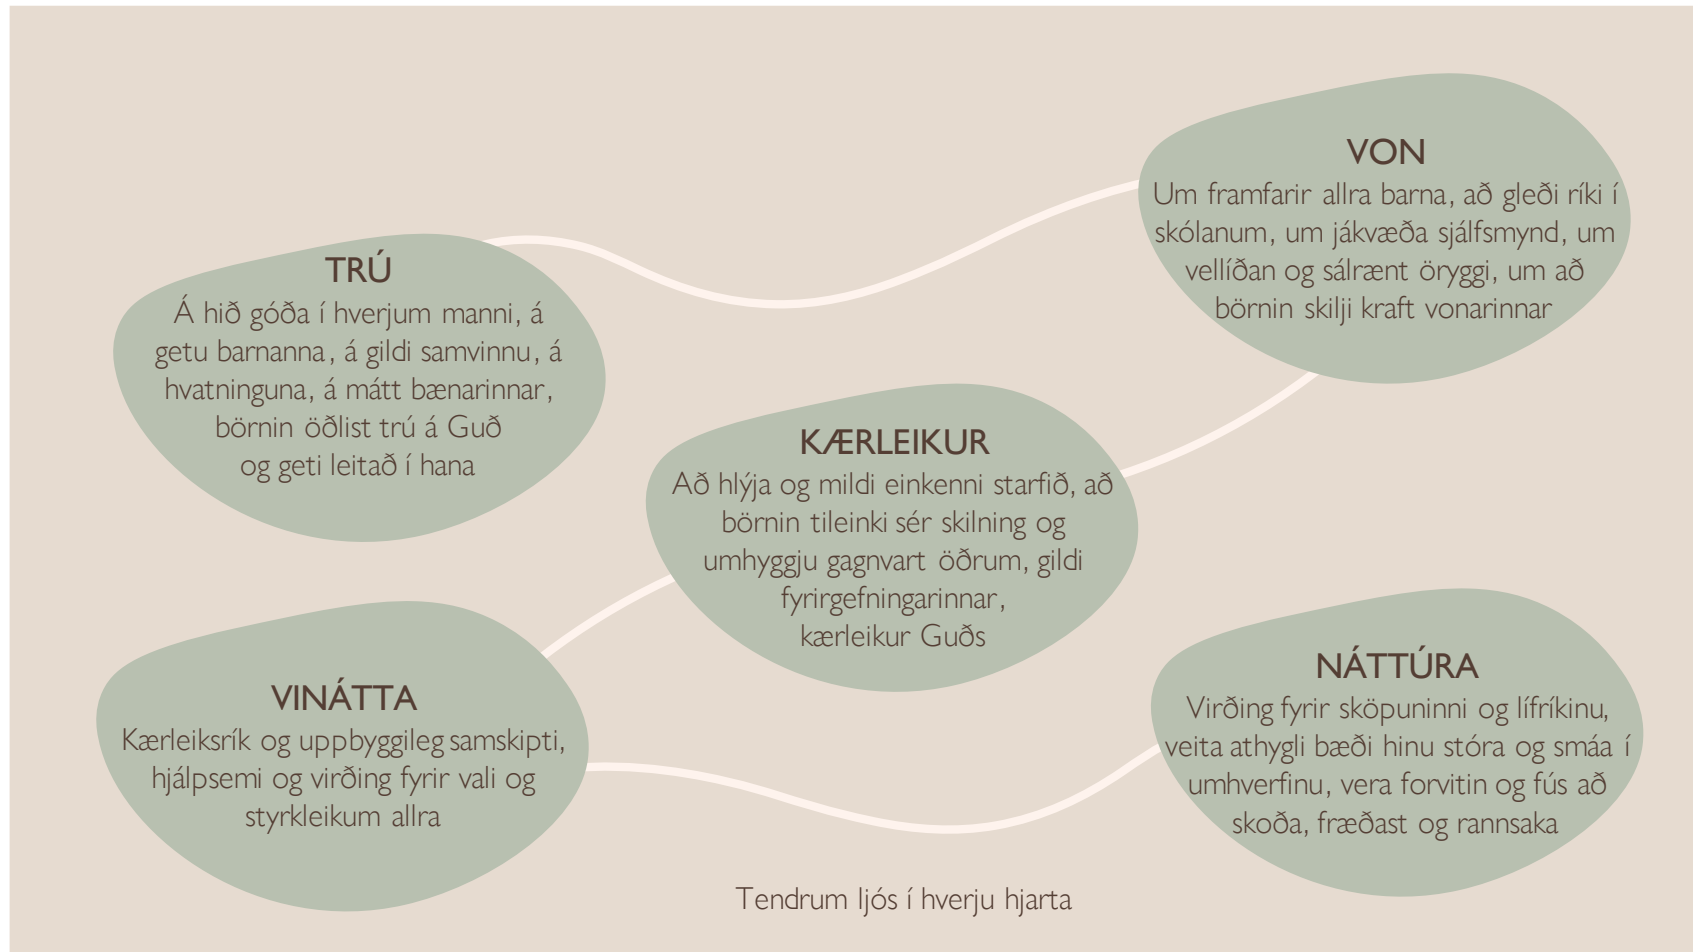 TRÚ
Á hið góða í hverjum manni, á
getu barnanna, á gildi samvinnu, á
hvatninguna, á mátt bænarinnar,
börnin öðlist trú á Guð
og geti leitað í hana
VON
Um framfarir allra barna, að gleði ríki í
skólanum, um jákvæða sjálfsmynd, um
vellíðan og sálrænt öryggi, um að
börnin skilji kraft vonarinnar
KÆRLEIKUR
Að hlýja og mildi einkenni starfið, að
börnin tileinki sér skilning og
umhyggju gagnvart öðrum, gildi
fyrirgefningarinnar,
kærleikur Guðs
VINÁTTA
Kærleiksrík og uppbyggileg samskipti,
hjálpsemi og virðing fyrir vali og
styrkleikum allra
NÁTTÚRA
Virðing fyrir sköpuninni og lífríkinu,
veita athygli bæði hinu stóra og smáa í
umhverfinu, vera forvitin og fús að
skoða, fræðast og rannsaka
Tendrum ljós í hverju hjarta